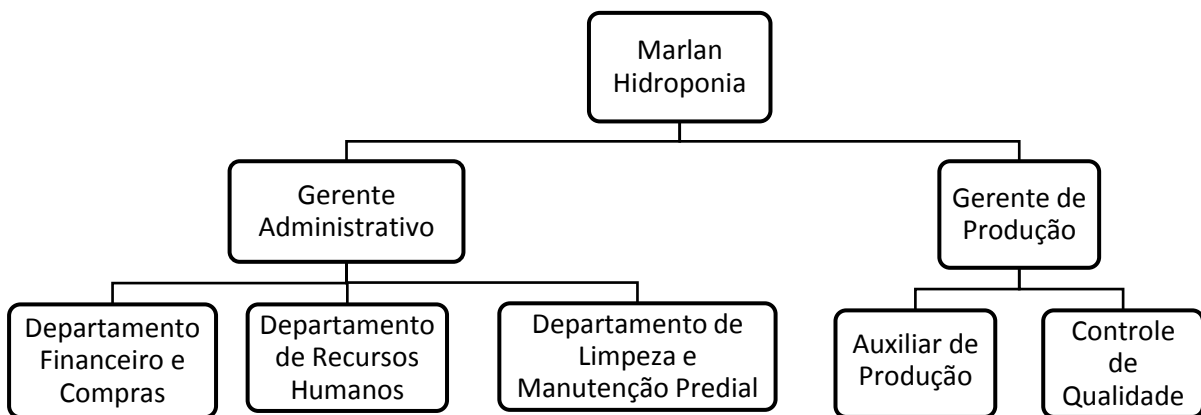 Marlan
Hidroponia
Gerente
Administrativo
Gerente de
Produção
Departamento
Financeiro e
Compras
Departamento
de Recursos
Humanos
Departamento de
Limpeza e
Manutenção Predial
Auxiliar de
Produção
Controle
de
Qualidade